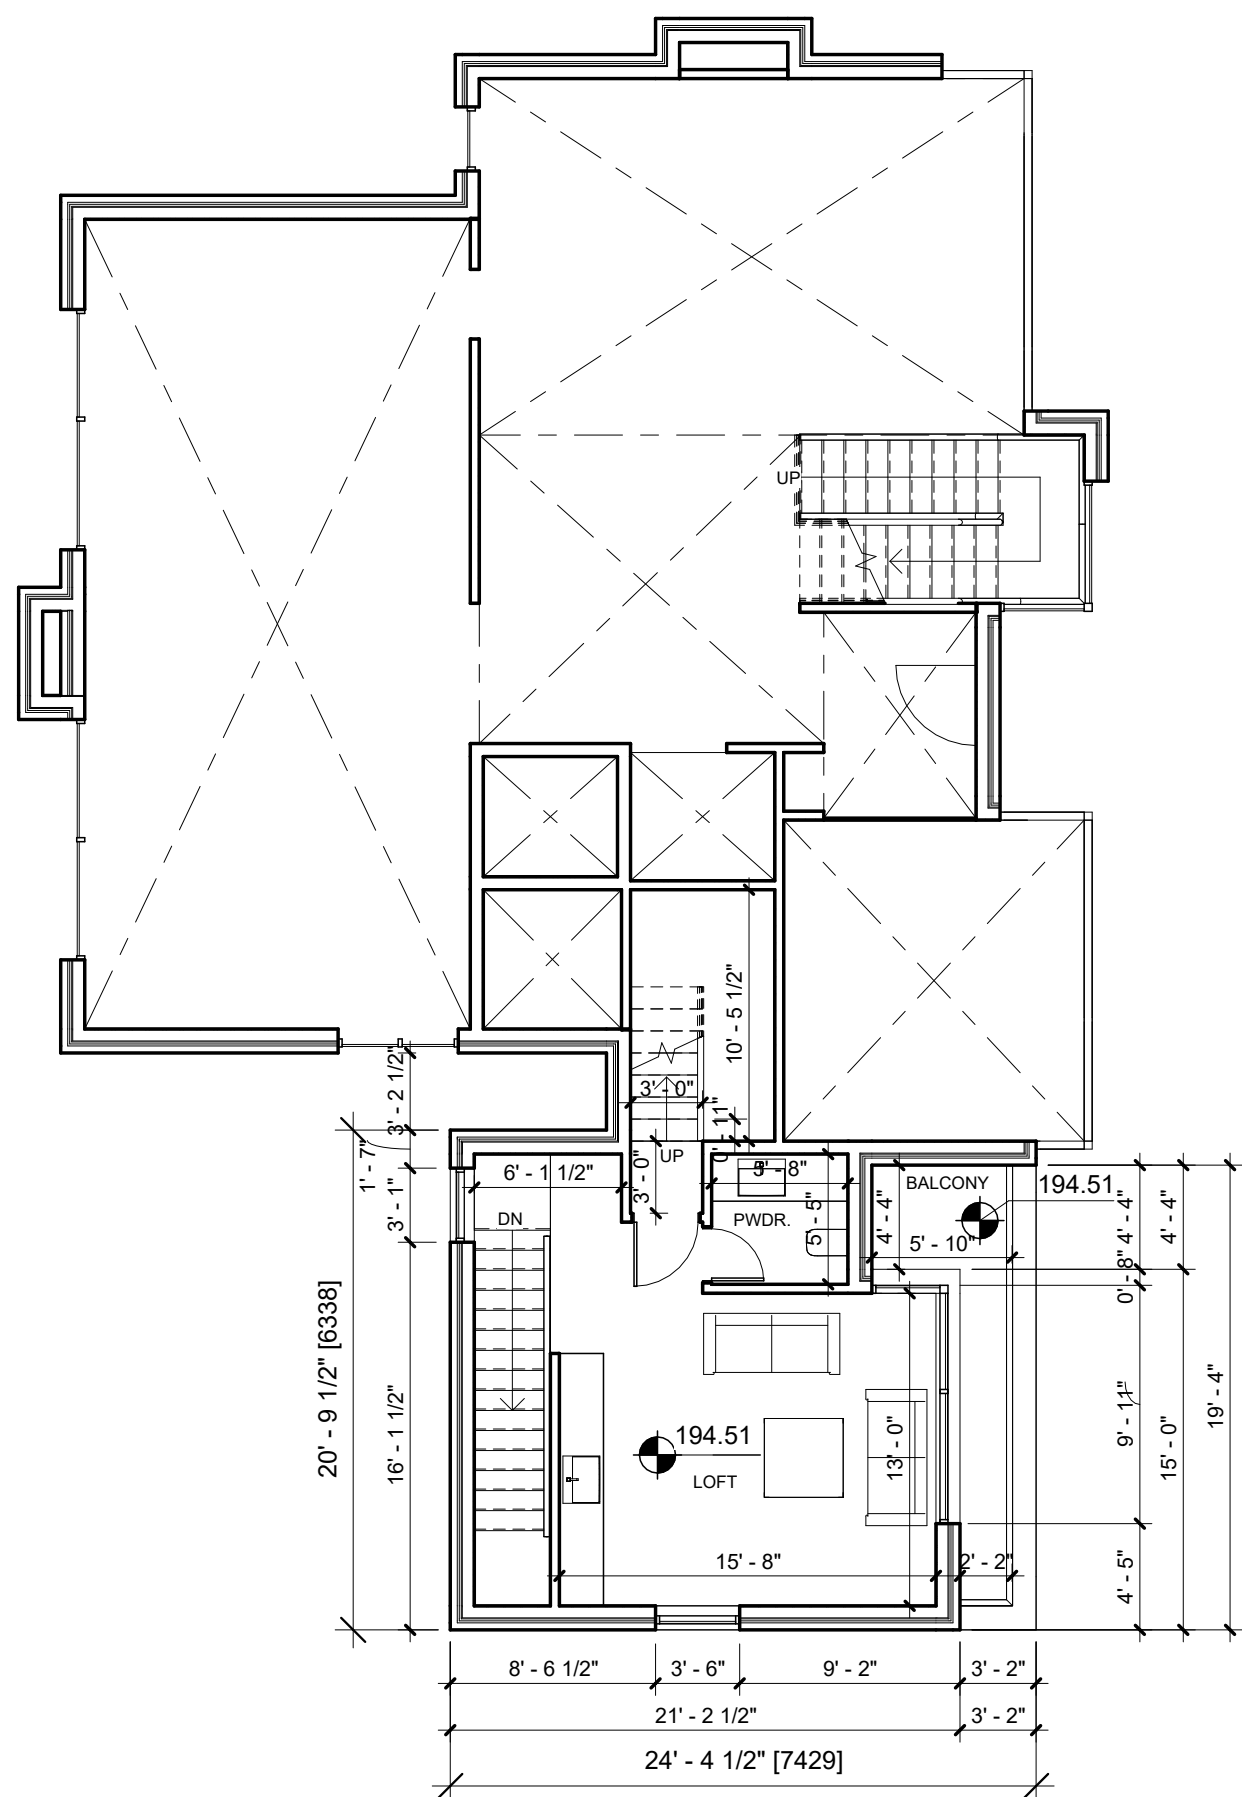 UP
10' - 5 1/2"
3' - 2 1/2"
3' - 0"
0' - 11"
1' - 7"
3' - 1"
6' - 1 1/2"
3' - 0"
UP
5' - 8"
BALCONY
194.51
DN
PWDR.
5' - 5"
4' - 4"
5' - 10"
4' - 4"
4' - 4"
0' - 8"
20' - 9 1/2" [6338]
16' - 1 1/2"
194.51
LOFT
13' - 0"
9' - 11"
15' - 0"
19' - 4"
15' - 8"
2' - 2"
4' - 5"
8' - 6 1/2"
3' - 6"
9' - 2"
3' - 2"
21' - 2 1/2"
3' - 2"
24' - 4 1/2" [7429]